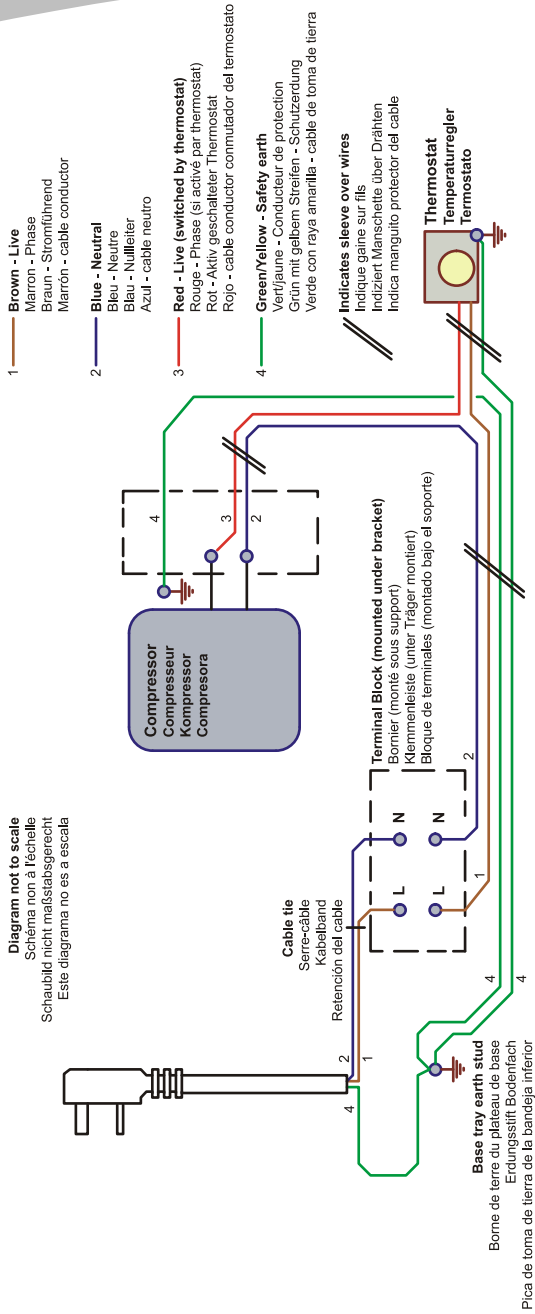 Diagram not to scale
Schéma non à l'échelle
Schaubild nicht maßstabsgerecht
Este diagrama no es a escala
Compressor
Compresseur
Kompressor
Compresora
4
3
2
1
Brown - Live
Marron - Phase
Braun - Stromführend
Marrón - cable conductor
2
Blue - Neutral
Bleu - Neutre
Blau - Nullleiter
Azul - cable neutro
3
Red - Live (switched by thermostat)
Rouge - Phase (si activé par thermostat)
Rot - Aktiv geschalteter Thermostat
Rojo - cable conductor conmutador del termostato
4
Green/Yellow - Safety earth
Vert/jaune - Conducteur de protection
Grün mit gelbem Streifen - Schutzerdung
Verde con raya amarilla - cable de toma de tierra
Indicates sleeve over wires
Indique gaine sur fils
Indiziert Manschette über Drähten
Indica manguito protector del cable
2
1
4
Cable tie
Serre-câble
Kabelband
Retención del cable
Terminal Block (mounted under bracket)
Bornier (monté sous support)
Klemmenleiste (unter Träger montiert)
Bloque de terminales (montado bajo el soporte)
L
N
L
N
1
2
Thermostat
Temperaturregler
Termostato
4
4
Base tray earth stud
Borne de terre du plateau de base
Erdungsstift Bodenfach
Pica de toma de tierra de la bandeja inferior